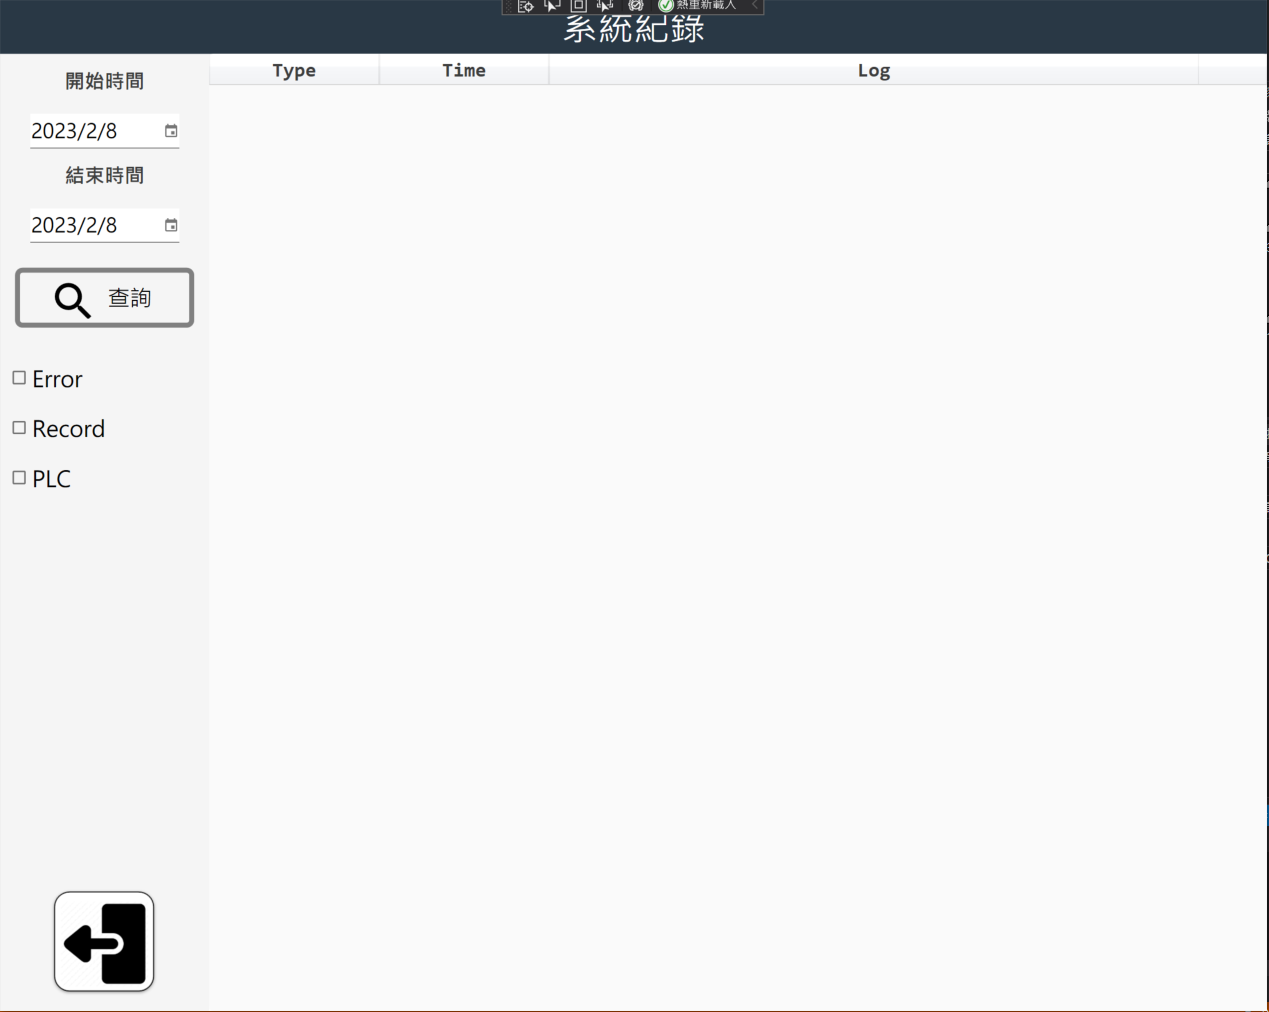 熱重新載入
系統紀錄
Type Time Log
開始時間
2023/2/8
結束時間
2023/2/8
查詢
Error
Record
PLC